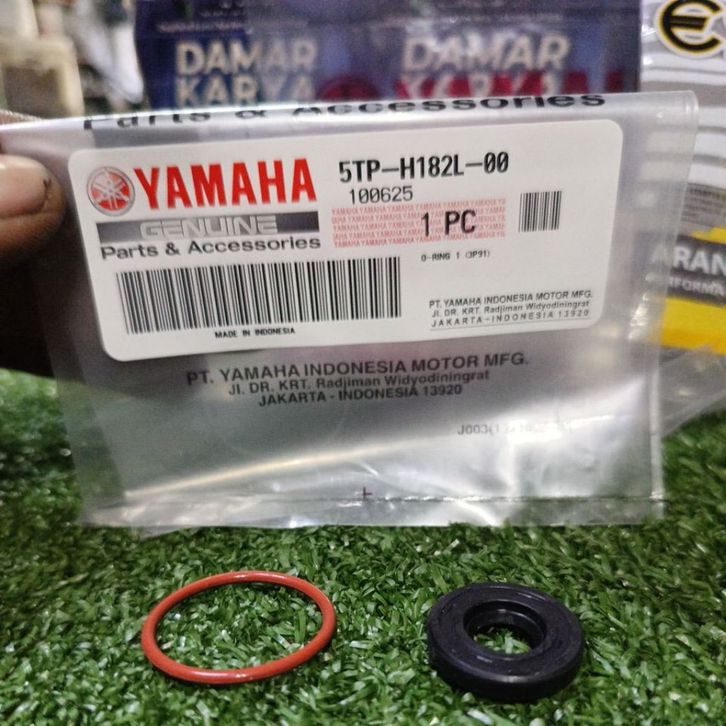 DAMAR
KARYA
DAMAR
KARYA
Parts & Accessories
YAMAHA
GENUINE
Parts & Accessories
5TP-H182L-00
100625
1 PC
O-RING 1 (3P91)
MADE IN INDONESIA
PT. YAMAHA INDONESIA MOTOR MFG.
Jl. DR. KRT. Radjiman Widyodiningrat
JAKARTA-INDONESIA 13920
PT. YAMAHA INDONESIA MOTOR MFG.
Jl. DR. KRT. Radjiman Widyodiningrat
JAKARTA - INDONESIA 13920